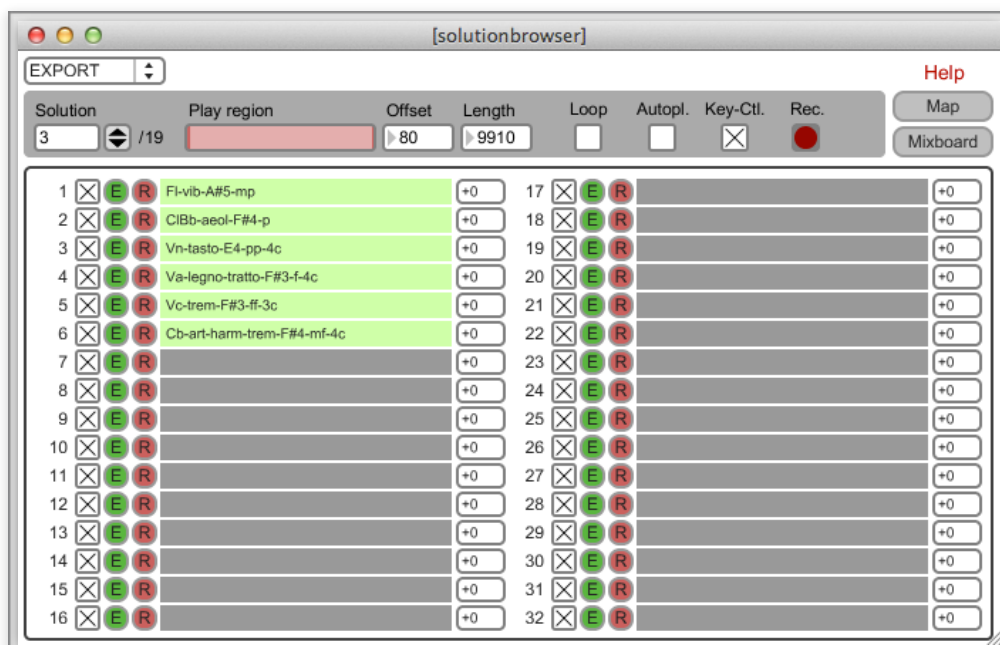 [solutionbrowser]
EXPORT
Help
Solution Play region Offset Length Loop Autopl. Key-Ctl. Rec. Map
3 /19 80 9910 Mixboard
1 E R Fl-vib-A#5-mp +0 17 E R +0
2 E R ClBb-aeol-F#4-p +0 18 E R +0
3 E R Vn-tasto-E4-pp-4c +0 19 E R +0
4 E R Va-legno-tratto-F#3-f-4c +0 20 E R +0
5 E R Vc-trem-F#3-ff-3c +0 21 E R +0
6 E R Cb-art-harm-trem-F#4-mf-4c +0 22 E R +0
7 E R +0 23 E R +0
8 E R +0 24 E R +0
9 E R +0 25 E R +0
10 E R +0 26 E R +0
11 E R +0 27 E R +0
12 E R +0 28 E R +0
13 E R +0 29 E R +0
14 E R +0 30 E R +0
15 E R +0 31 E R +0
16 E R +0 32 E R +0